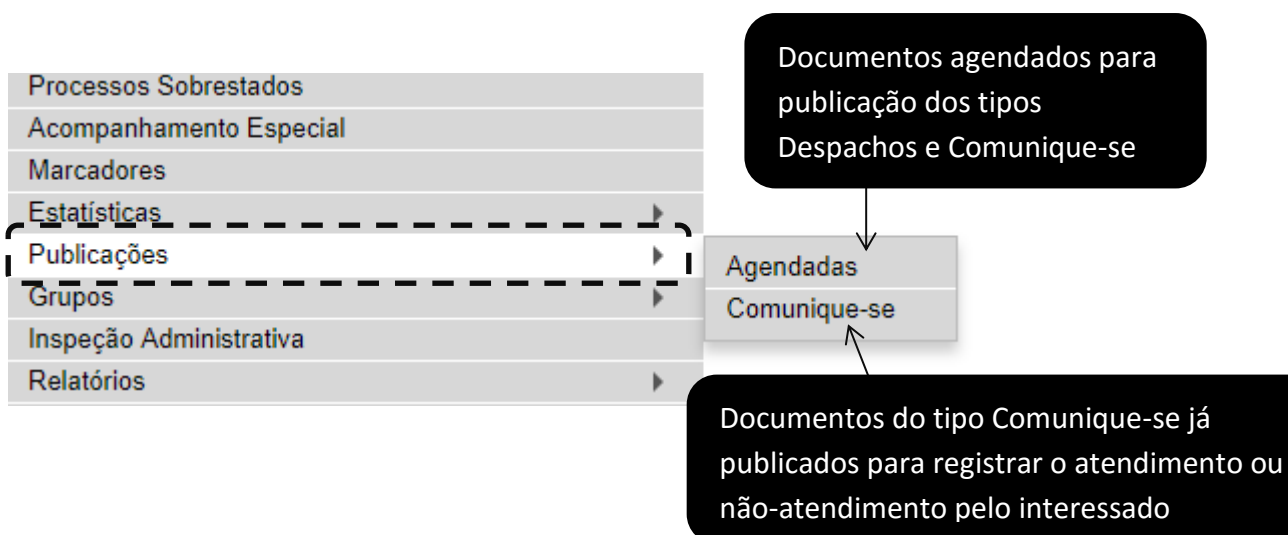 Documentos agendados para
publicação dos tipos
Despachos e Comunique-se
Processos Sobrestados
Acompanhamento Especial
Marcadores
Estatísticas
Publicações
Grupos
Inspeção Administrativa
Relatórios
Agendadas
Comunique-se
Documentos do tipo Comunique-se já
publicados para registrar o atendimento ou
não-atendimento pelo interessado